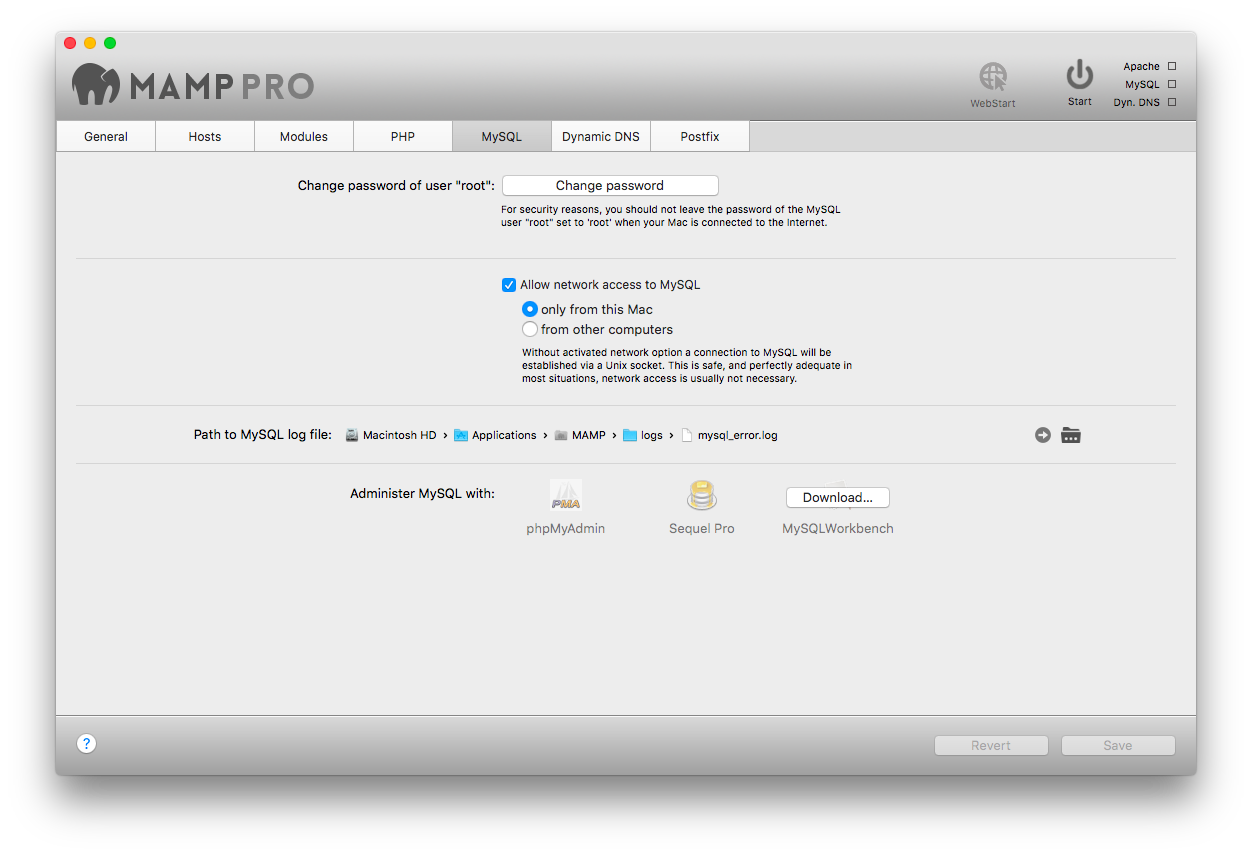 MAMP PRO
WebStart
Start
Apache
MySQL
Dyn. DNS
General
Hosts
Modules
PHP
MySQL
Dynamic DNS
Postfix
Change password of user "root":
Change password
For security reasons, you should not leave the password of the MySQL
user "root" set to 'root' when your Mac is connected to the Internet.
Allow network access to MySQL
only from this Mac
from other computers
Without activated network option a connection to MySQL will be
established via a Unix socket. This is safe, and perfectly adequate in
most situations, network access is usually not necessary.
Path to MySQL log file: Macintosh HD › Applications › MAMP › logs › mysql_error.log
Administer MySQL with:
PMA
Download...
phpMyAdmin
Sequel Pro
MySQLWorkbench
?
Revert
Save